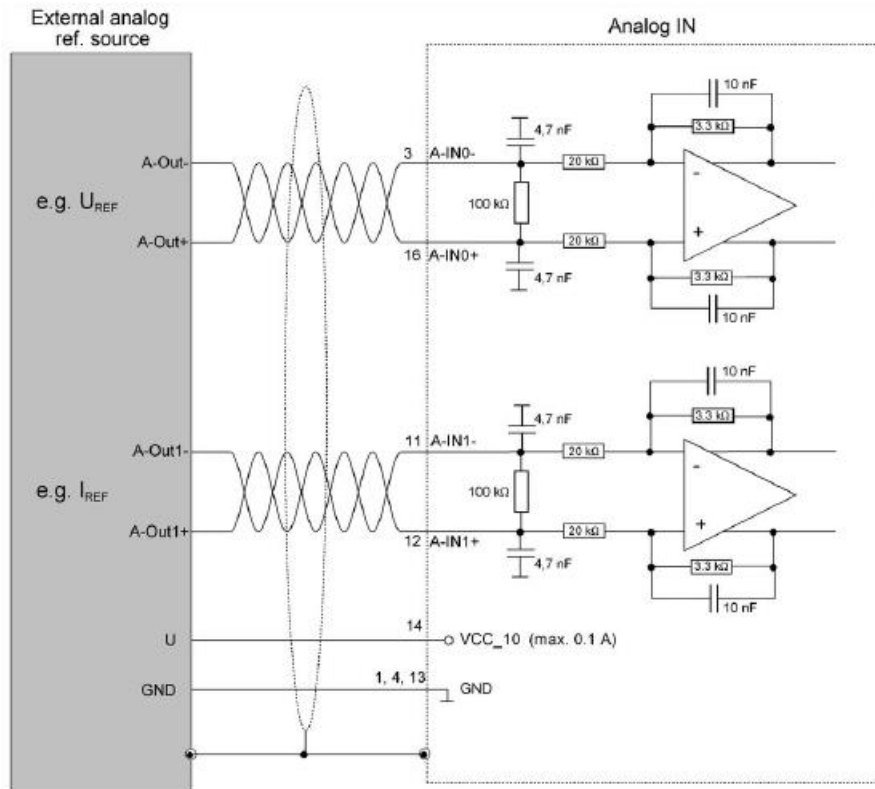 External analog
ref. source
Analog IN
10 nF
3.3 kΩ
4,7 nF
A-Out-
3
A-IN0-
20 kΩ
-
e.g. UREF
100 kΩ
+
A-Out+
16
A-IN0+
20 kΩ
4,7 nF
3.3 kΩ
10 nF
10 nF
3.3 kΩ
4,7 nF
A-Out1-
11
A-IN1-
20 kΩ
-
e.g. IREF
100 kΩ
+
A-Out1+
12
A-IN1+
20 kΩ
4,7 nF
3.3 kΩ
10 nF
U
14
VCC_10 (max. 0.1 A)
GND
1, 4, 13
GND